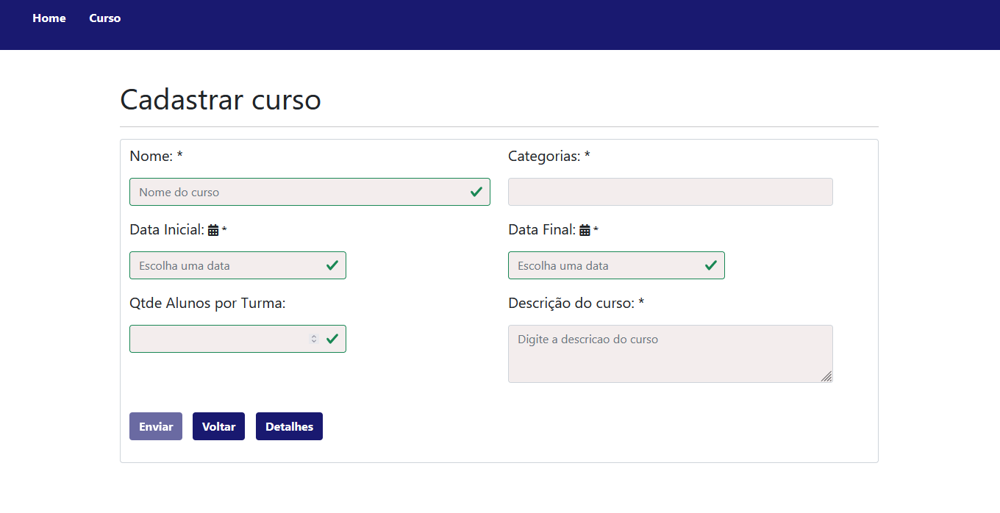 Home Curso
Cadastrar curso
Nome: * Categorias: *
Nome do curso
Data Inicial: * Data Final: *
Escolha uma data Escolha uma data
Qtde Alunos por Turma: Descrição do curso: *
Digite a descricao do curso
Enviar Voltar Detalhes